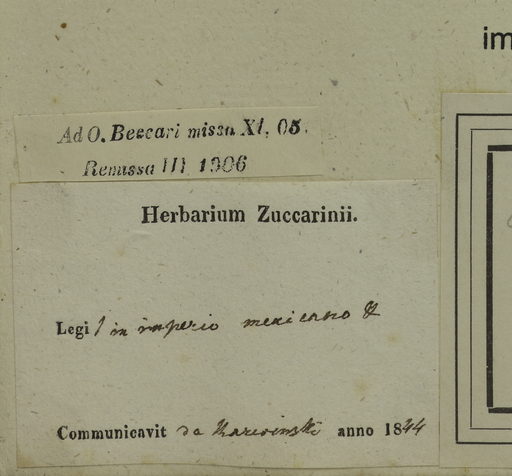 im
Ad O. Beccari missa XI. 05.
Remissa III 1906
Herbarium Zuccarinii.
Legi in imperio mexicano
Communicavit de Karwinski anno 1844